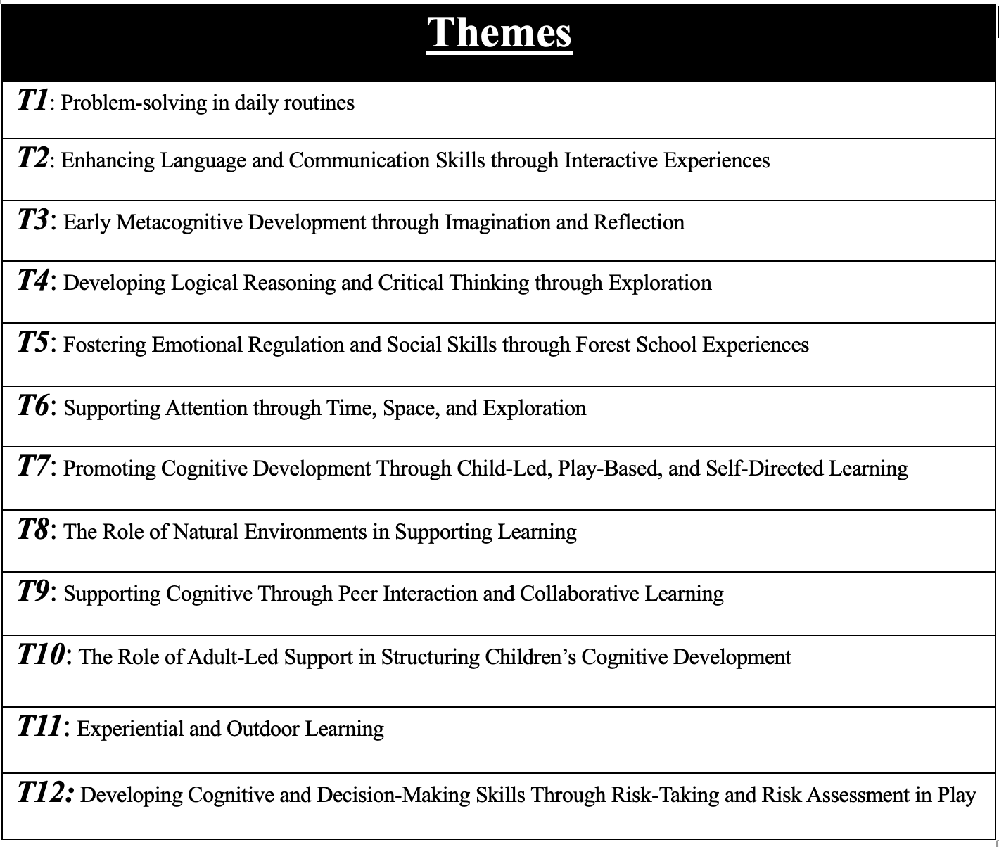 Themes
T1: Problem-solving in daily routines
T2: Enhancing Language and Communication Skills through Interactive Experiences
T3: Early Metacognitive Development through Imagination and Reflection
T4: Developing Logical Reasoning and Critical Thinking through Exploration
T5: Fostering Emotional Regulation and Social Skills through Forest School Experiences
T6: Supporting Attention through Time, Space, and Exploration
T7: Promoting Cognitive Development Through Child-Led, Play-Based, and Self-Directed Learning
T8: The Role of Natural Environments in Supporting Learning
T9: Supporting Cognitive Through Peer Interaction and Collaborative Learning
T10: The Role of Adult-Led Support in Structuring Children’s Cognitive Development
T11: Experiential and Outdoor Learning
T12: Developing Cognitive and Decision-Making Skills Through Risk-Taking and Risk Assessment in Play